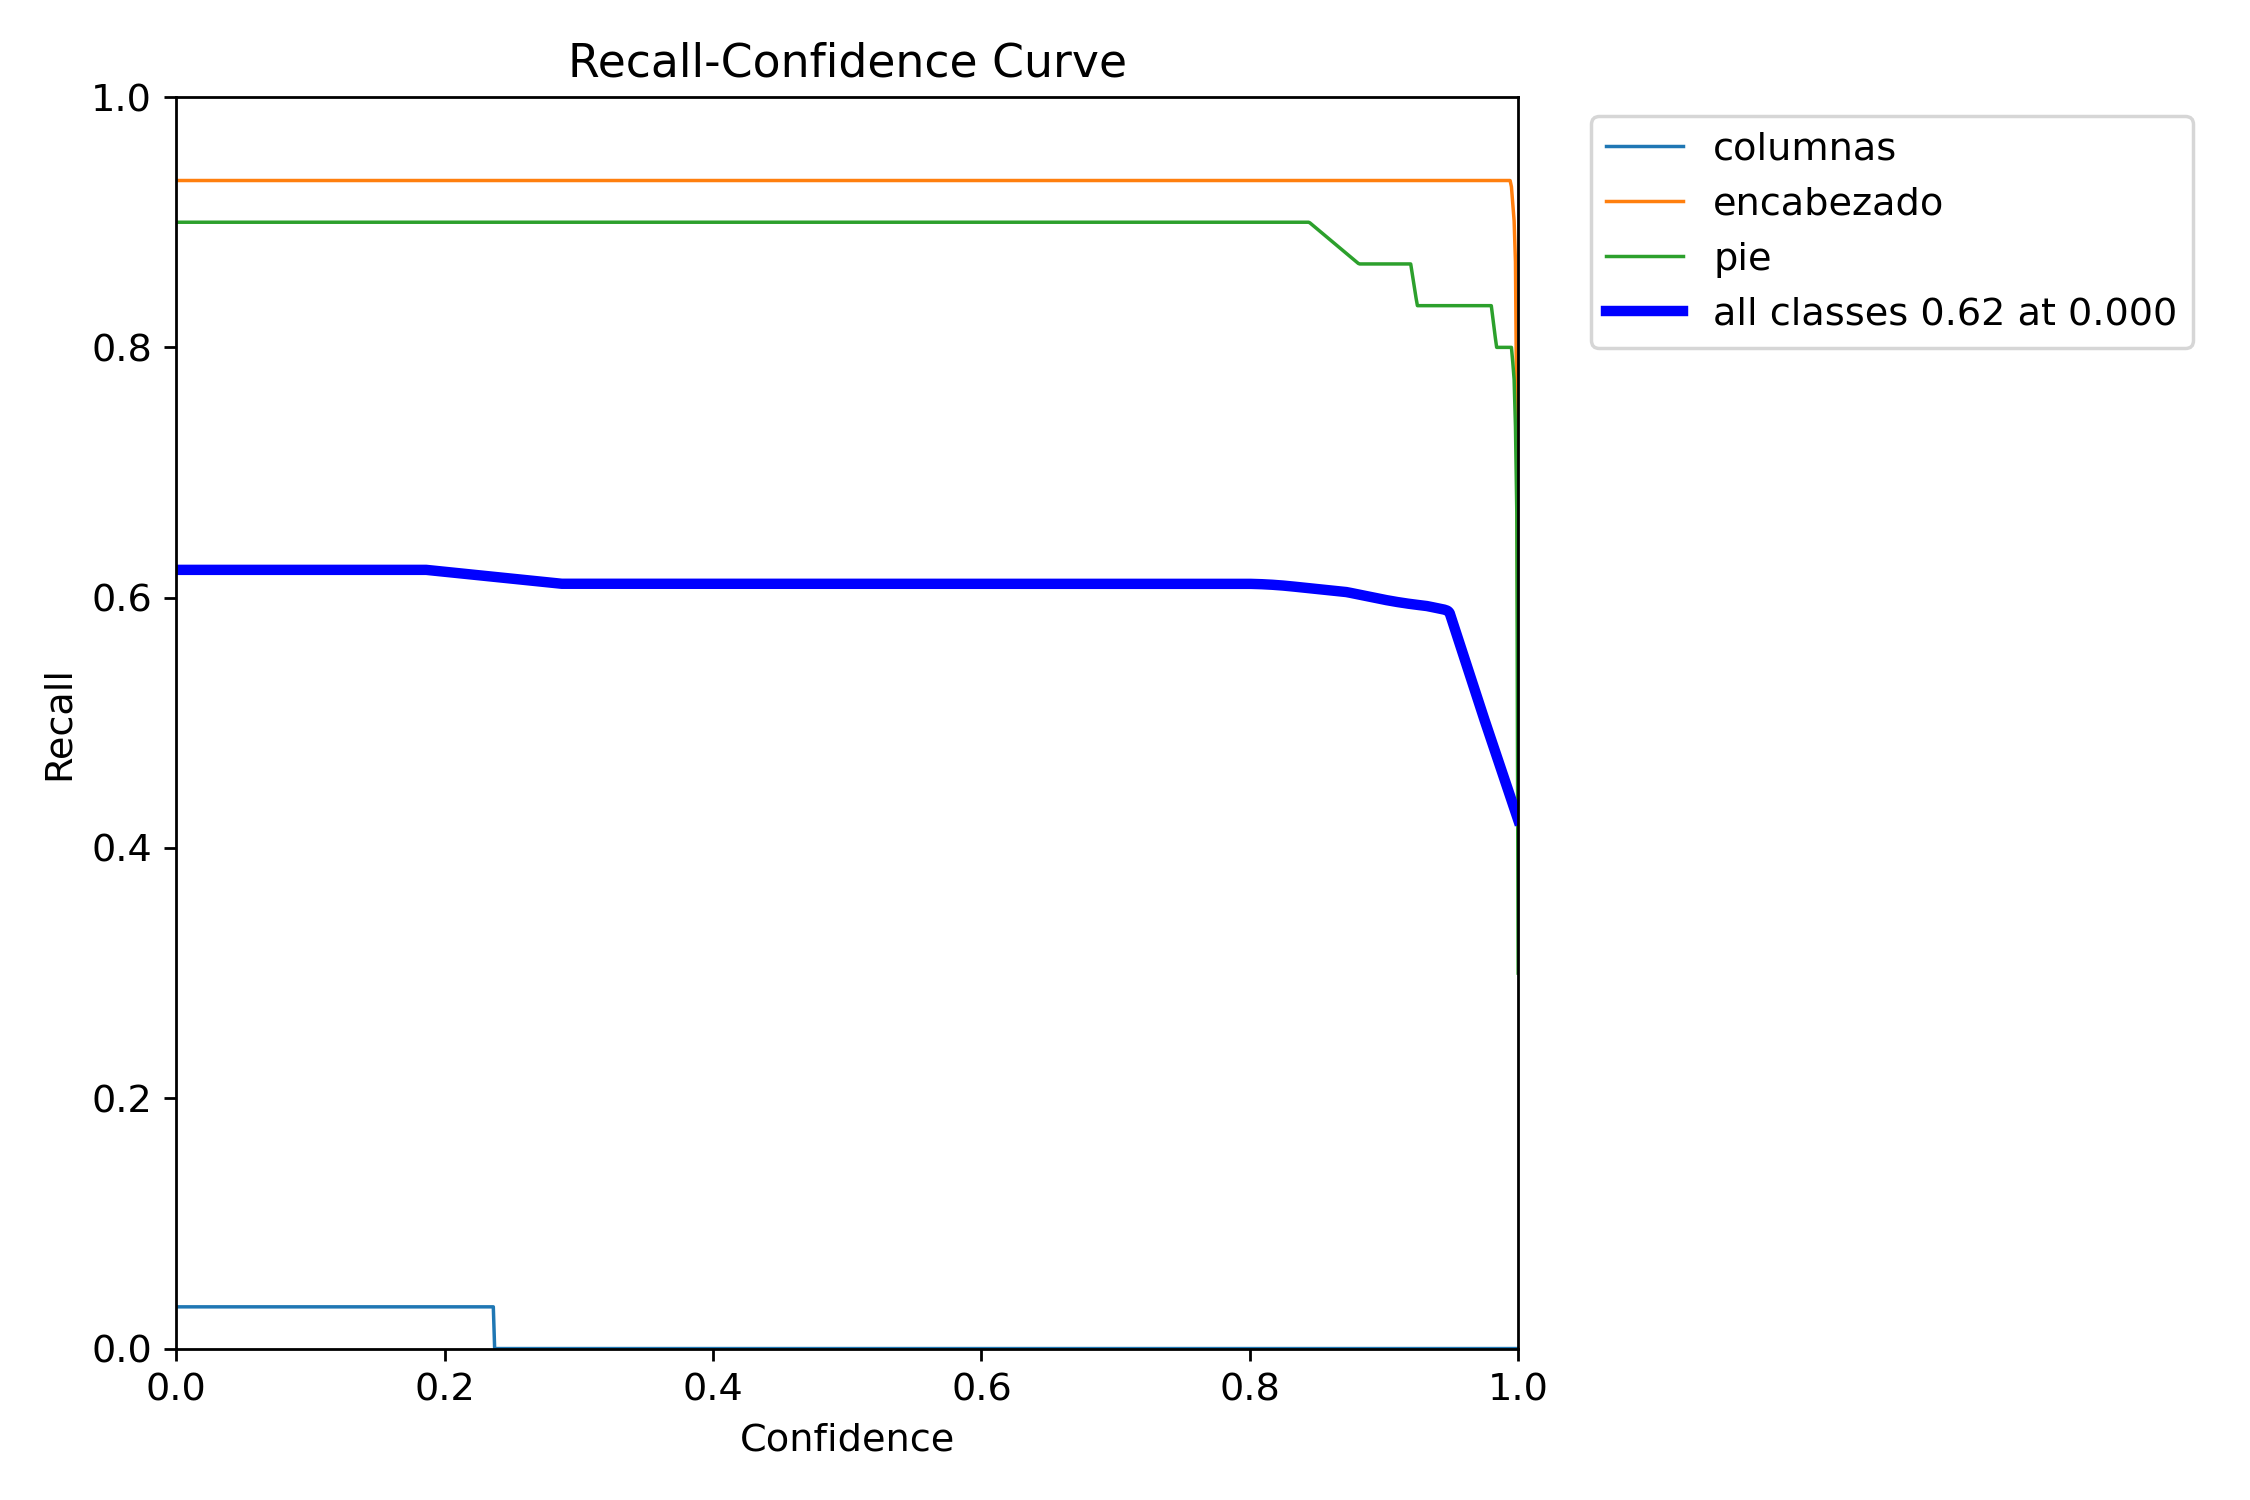 Recall-Confidence Curve
1.0
0.8
0.6
0.4
0.2
0.0
Recall
0.0 0.2 0.4 0.6 0.8 1.0
Confidence
columnas
encabezado
pie
all classes 0.62 at 0.000